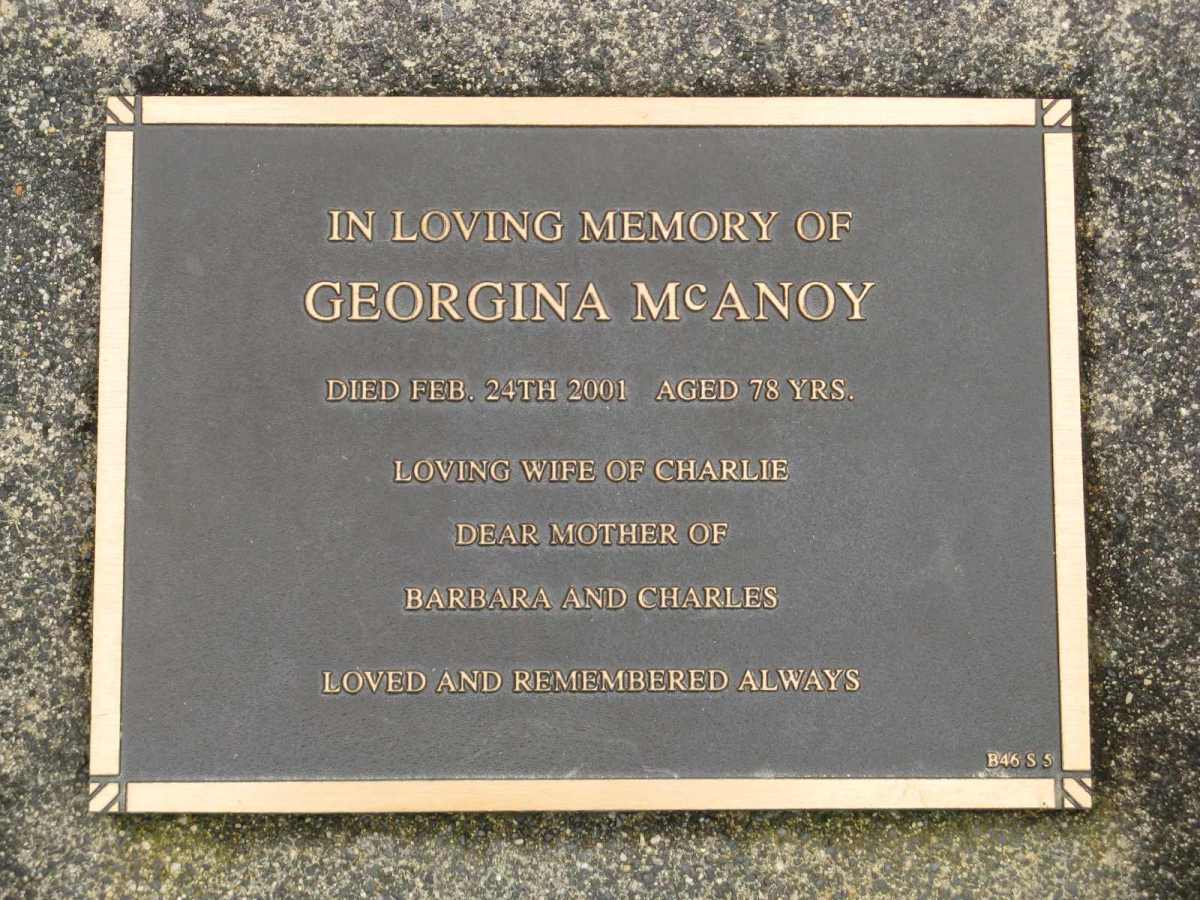 IN LOVING MEMORY OF
GEORGINA McANOY
DIED FEB. 24TH 2001 AGED 78 YRS.
LOVING WIFE OF CHARLIE
DEAR MOTHER OF
BARBARA AND CHARLES
LOVED AND REMEMBERED ALWAYS
B46 S 5